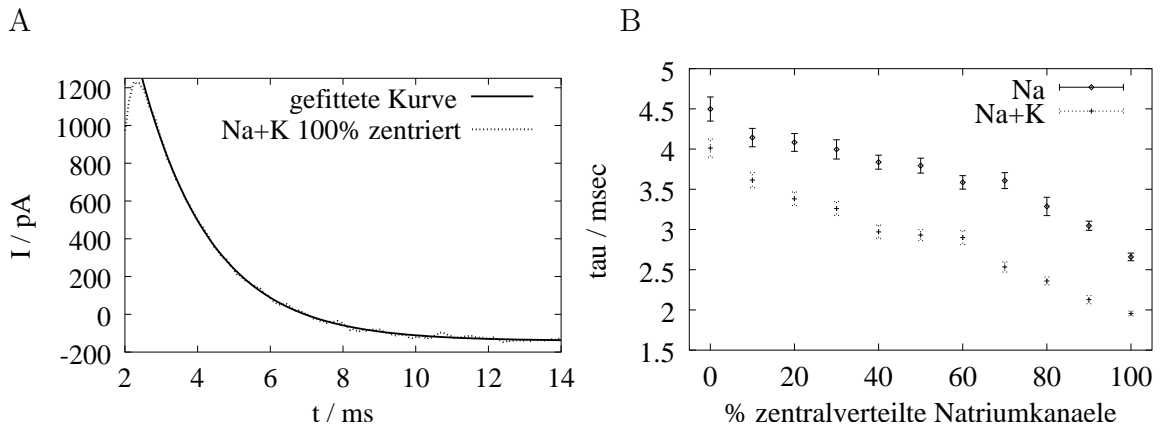 A
I / pA
1200
1000
800
600
400
200
0
-200
gefittete Kurve
Na+K 100% zentriert
2 4 6 8 10 12 14
t / ms
B
tau / msec
5
4.5
4
3.5
3
2.5
2
1.5
Na
Na+K
0 20 40 60 80 100
% zentralverteilte Natriumkanaele